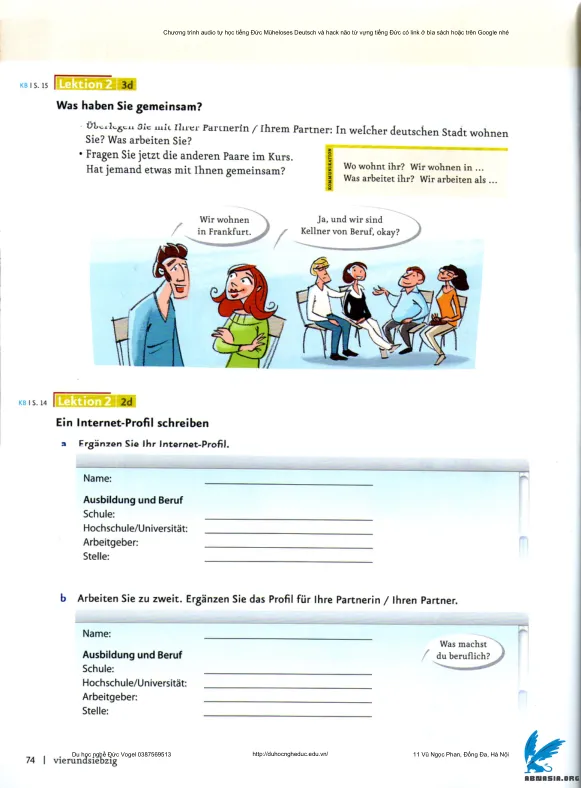 Chương trình audio tự học tiếng Đức Müheloses Deutsch và hack não từ vựng tiếng Đức có link ở bìa sách hoặc trên Google nhé
KB | S. 15 Lektion 2 3d
Was haben Sie gemeinsam?
· Überlegen Sie mit Ihrer Partnerin / Ihrem Partner: In welcher deutschen Stadt wohnen
Sie? Was arbeiten Sie?
• Fragen Sie jetzt die anderen Paare im Kurs.
Hat jemand etwas mit Ihnen gemeinsam?
KOMMUNIKATION
Wo wohnt ihr? Wir wohnen in ...
Was arbeitet ihr? Wir arbeiten als ...
Wir wohnen
in Frankfurt.
Ja, und wir sind
Kellner von Beruf, okay?
KB | S. 14 Lektion 2 2d
Ein Internet-Profil schreiben
a Ergänzen Sie Ihr Internet-Profil.
Name:
Ausbildung und Beruf
Schule:
Hochschule/Universität:
Arbeitgeber:
Stelle:
b Arbeiten Sie zu zweit. Ergänzen Sie das Profil für Ihre Partnerin / Ihren Partner.
Name:
Ausbildung und Beruf
Schule:
Hochschule/Universität:
Arbeitgeber:
Stelle:
Was machst
du beruflich?
74 | vierundsiebzig
Du học nghề Đức Vogel 0387569513
http://duhocngheduc.edu.vn/
11 Vũ Ngọc Phan, Đống Đa, Hà Nội
ABMASIA.ORG